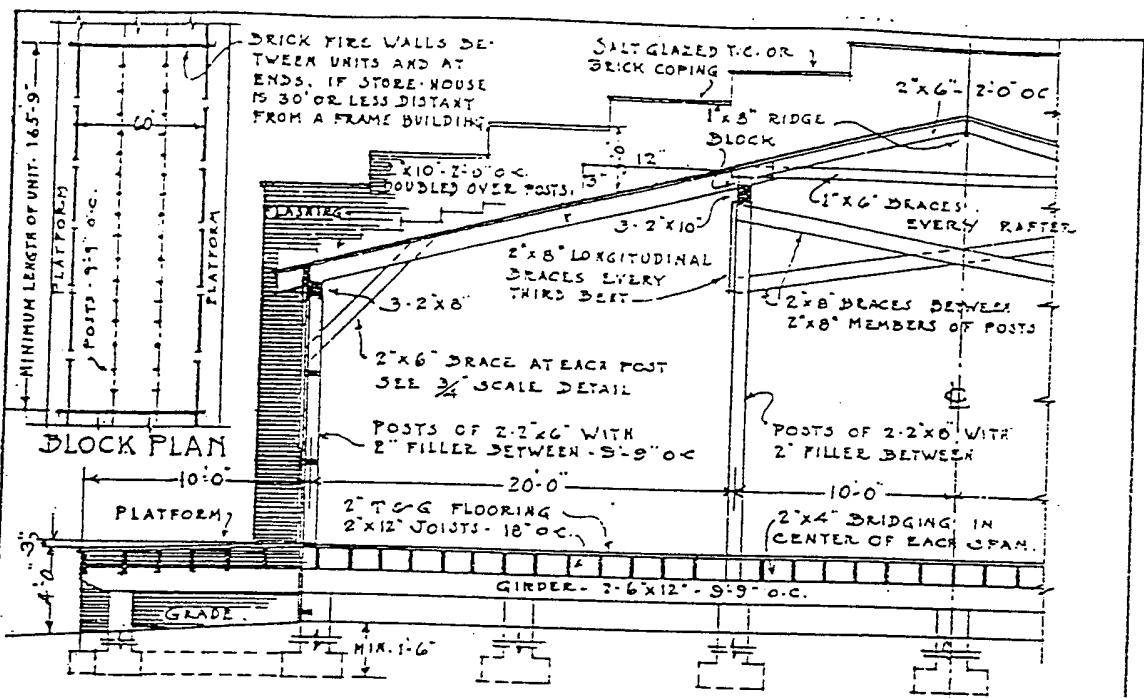 BRICK FIRE WALLS BE-
TWEEN UNITS AND AT
ENDS, IF STORE-HOUSE
IS 30' OR LESS DISTANT
FROM A FRAME BUILDING
SALT GLAZED T.C. OR
BRICK COPING
2"x6"-2'-0" OC
1"x8" RIDGE
BLOCK
12"
3"
2"x10"-2'-0" O.C.
DOUBLED OVER POSTS.
FLASHING
3-2"x10"
1"x6" BRACES
EVERY RAFTER
2"x8" LONGITUDINAL
BRACES EVERY
THIRD BENT
3-2"x8"
2"x8" BRACES BETWEEN
2"x8" MEMBERS OF POSTS
2"x6" BRACE AT EACH POST
SEE 3/4" SCALE DETAIL
MINIMUM LENGTH OF UNIT-165'-9"
PLATFORM
POSTS-9'-9" O.C.
60'
PLATFORM
BLOCK PLAN
POSTS OF 2-2"x6" WITH
2" FILLER BETWEEN-9'-9" OC
POSTS OF 2-2"x8" WITH
2" FILLER BETWEEN
10'-0"
20'-0"
10'-0"
PLATFORM
2" T&G FLOORING
2"x12" JOISTS-18" O.C.
2"x4" BRIDGING IN
CENTER OF EACH SPAN.
3"
4'-0"
GIRDER-2-6"x12"-9'-9" O.C.
GRADE
MIN. 1'-6"